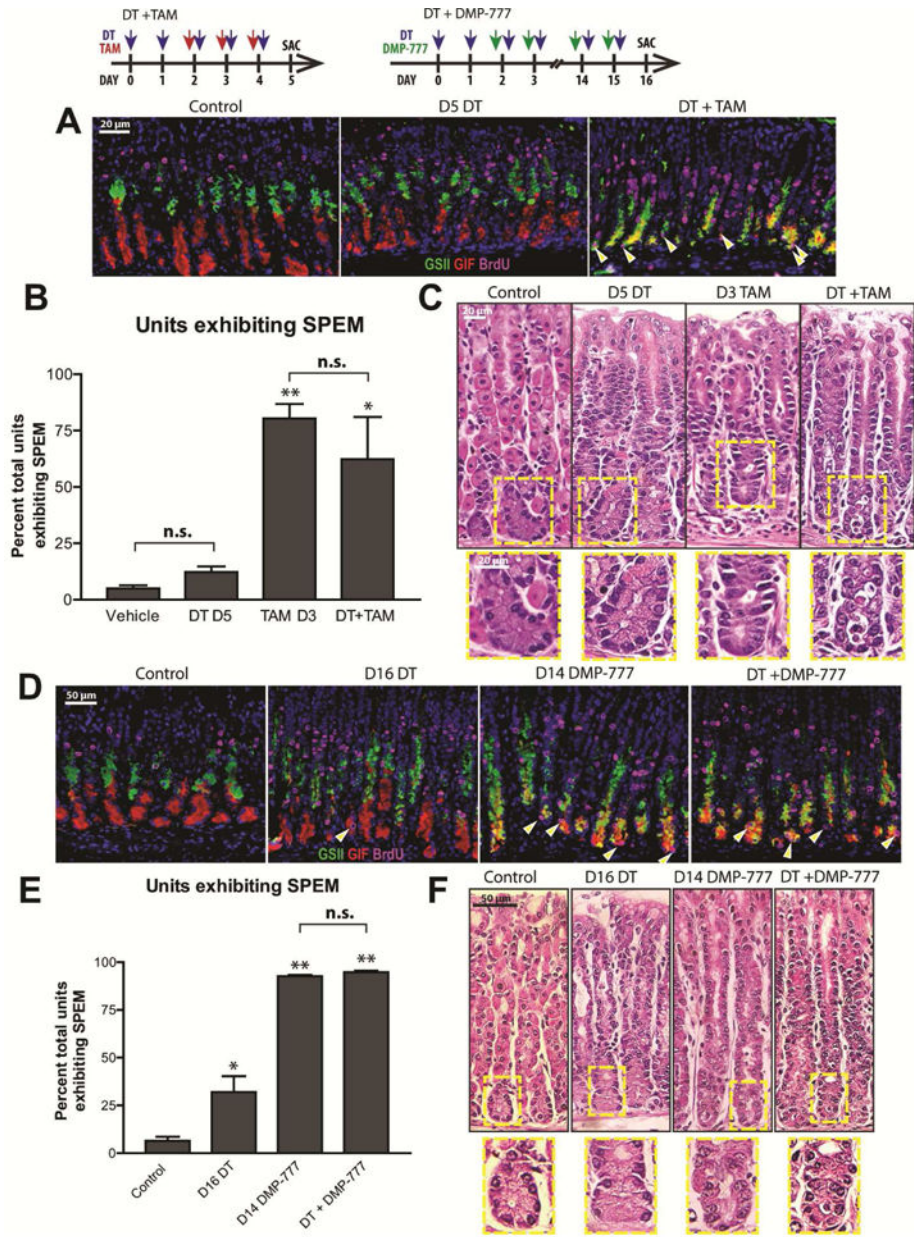 DT +TAM
DT + DMP-777
DT
TAM
DAY 0 1 2 3 4 5
SAC
DT
DMP-777
DAY 0 1 2 3 14 15 16
SAC
A
Control
D5 DT
DT + TAM
20 µm
GSII GIF BrdU
B
Units exhibiting SPEM
Percent total units
exhibiting SPEM
100
75
50
25
0
n.s.
n.s.
**
*
Vehicle
DT D5
TAM D3
DT+TAM
C
Control
D5 DT
D3 TAM
DT +TAM
20 µm
20 µm
D
Control
D16 DT
D14 DMP-777
DT +DMP-777
50 µm
GSII GIF BrdU
E
Units exhibiting SPEM
Percent total units
exhibiting SPEM
100
75
50
25
0
*
**
**
n.s.
Control
D16 DT
D14 DMP-777
DT + DMP-777
F
Control
D16 DT
D14 DMP-777
DT +DMP-777
50 µm